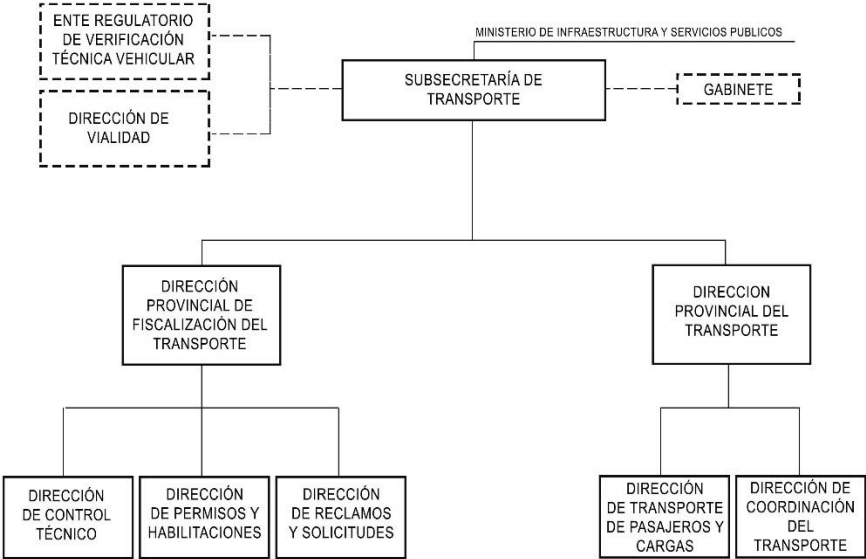 ENTE REGULATORIO
DE VERIFICACIÓN
TÉCNICA VEHICULAR
MINISTERIO DE INFRAESTRUCTURA Y SERVICIOS PUBLICOS
SUBSECRETARÍA DE
TRANSPORTE
GABINETE
DIRECCIÓN DE
VIALIDAD
DIRECCIÓN
PROVINCIAL DE
FISCALIZACIÓN DEL
TRANSPORTE
DIRECCION
PROVINCIAL DEL
TRANSPORTE
DIRECCIÓN
DE CONTROL
TÉCNICO
DIRECCIÓN
DE PERMISOS Y
HABILITACIONES
DIRECCIÓN
DE RECLAMOS
Y SOLICITUDES
DIRECCIÓN
DE TRANSPORTE
DE PASAJEROS Y
CARGAS
DIRECCIÓN DE
COORDINACIÓN
DEL
TRANSPORTE